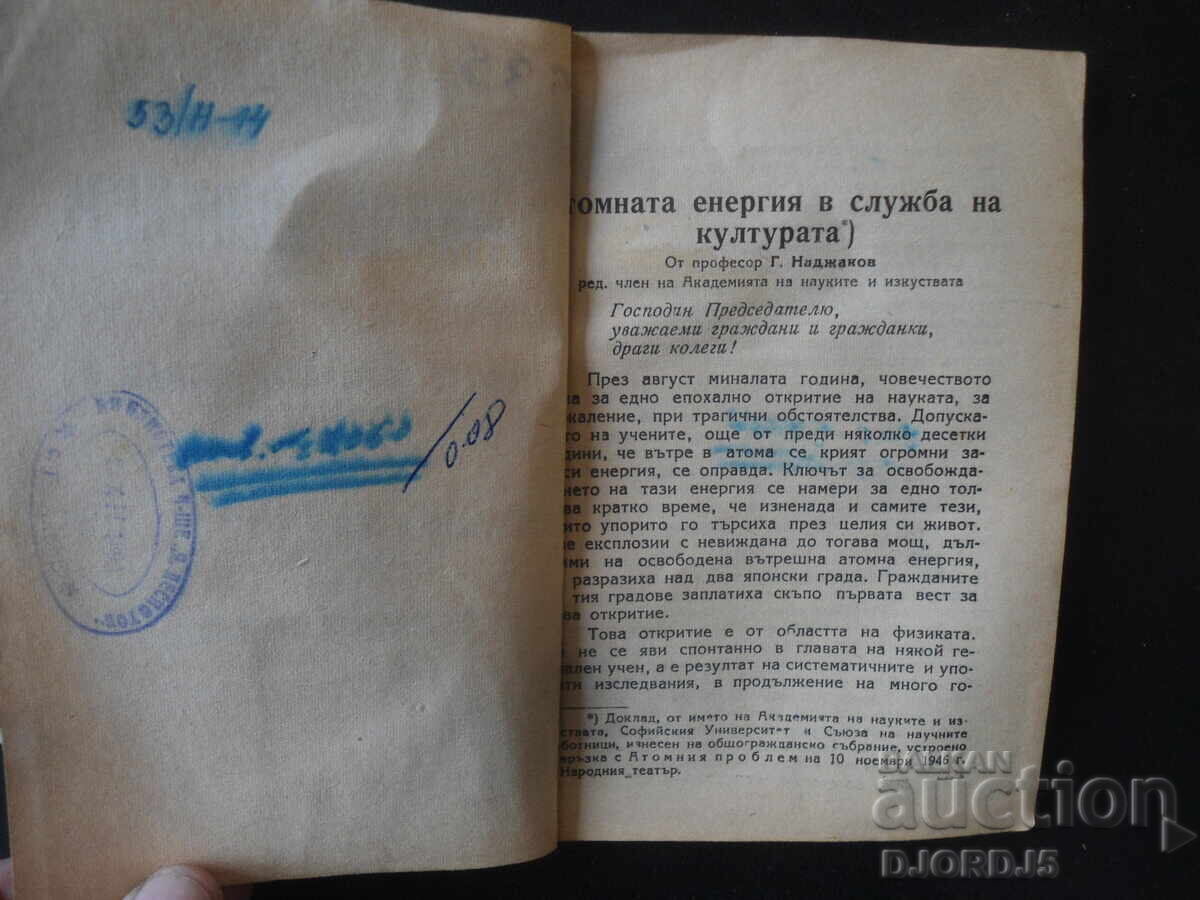 53/Н-14
0.08
томната енергия в служба на
културата*)
От професор Г. Наджаков
ред. член на Академията на науките и изкуствата
Господин Председателю,
уважаеми граждани и гражданки,
драги колеги!
През август миналата година, човечеството
за едно епохално откритие на науката, за
жаление, при трагични обстоятелства. Допуска-
то на учените, още от преди няколко десетки
дини, че вътре в атома се крият огромни за-
си енергия, се оправда. Ключът за освобожда-
нето на тази енергия се намери за едно тол-
ва кратко време, че изненада и самите тези,
ито упорито го търсиха през целия си живот.
е експлозии с невиждана до тогава мощ, дъл-
ми на освободена вътрешна атомна енергия,
разразиха над два японски града. Гражданите
тия градове заплатиха скъпо първата вест за
ва откритие.
Това откритие е от областта на физиката.
не се яви спонтанно в главата на някой ге-
ален учен, а е резултат на систематичните и упо-
ти изследвания, в продължение на много го-
*) Доклад, от името на Академията на науките и из-
ствата, Софийския Университет и Съюза на научните
ботници, изнесен на общогражданско събрание, устроено
връзка с Атомния проблем на 10 ноември 1946 г.
Народния театър.
BALKAN
auction
DJORDJ5